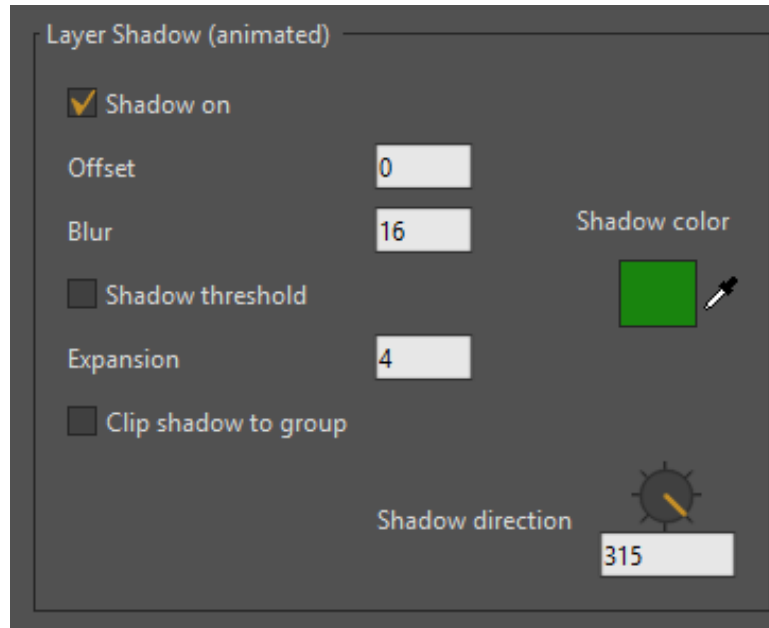 Layer Shadow (animated)
Shadow on
Offset 0
Blur 16
Shadow color
Shadow threshold
Expansion 4
Clip shadow to group
Shadow direction
315